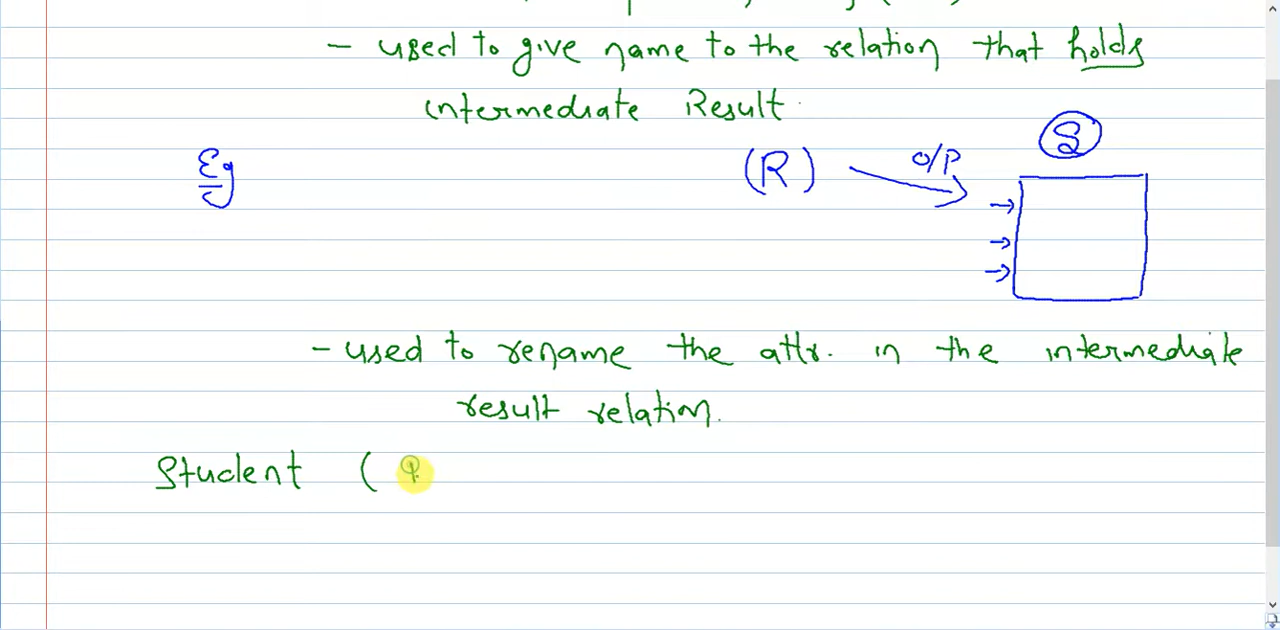 - used to give name to the relation that holds
intermediate Result.
Eg (R) O/P S
- used to rename the attr. in the intermediate
result relation.
Student (